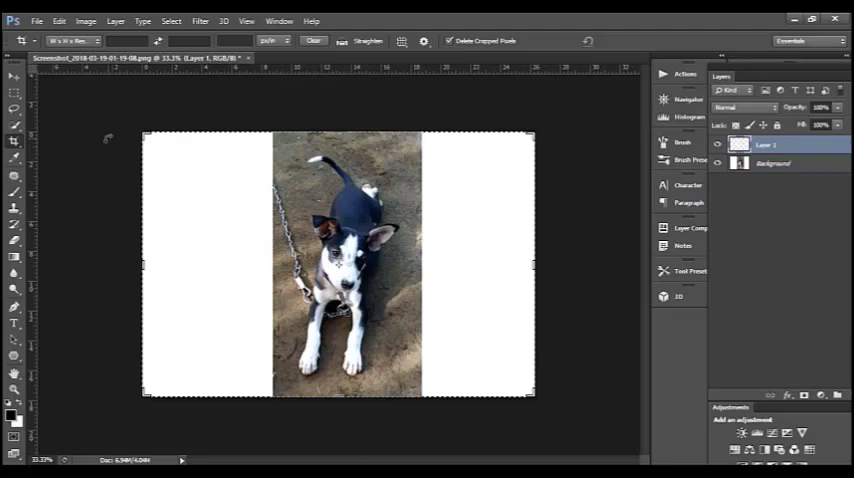 Ps File Edit Image Layer Type Select Filter 3D View Window Help
W x H x Res... px/in Clear Straighten Delete Cropped Pixels Essentials
Screenshot_2018-03-19-01-19-08.png @ 33.3% (Layer 1, RGB/8) *
Actions
Navigator
Histogram
Brush
Brush Prese
Character
Paragraph
Layer Comp
Notes
Tool Preset
3D
Layers
Kind
Normal Opacity: 100%
Lock: Fill: 100%
Layer 1
Background
Adjustments
Add an adjustment
33.33% Doc: 6.94M/4.04M